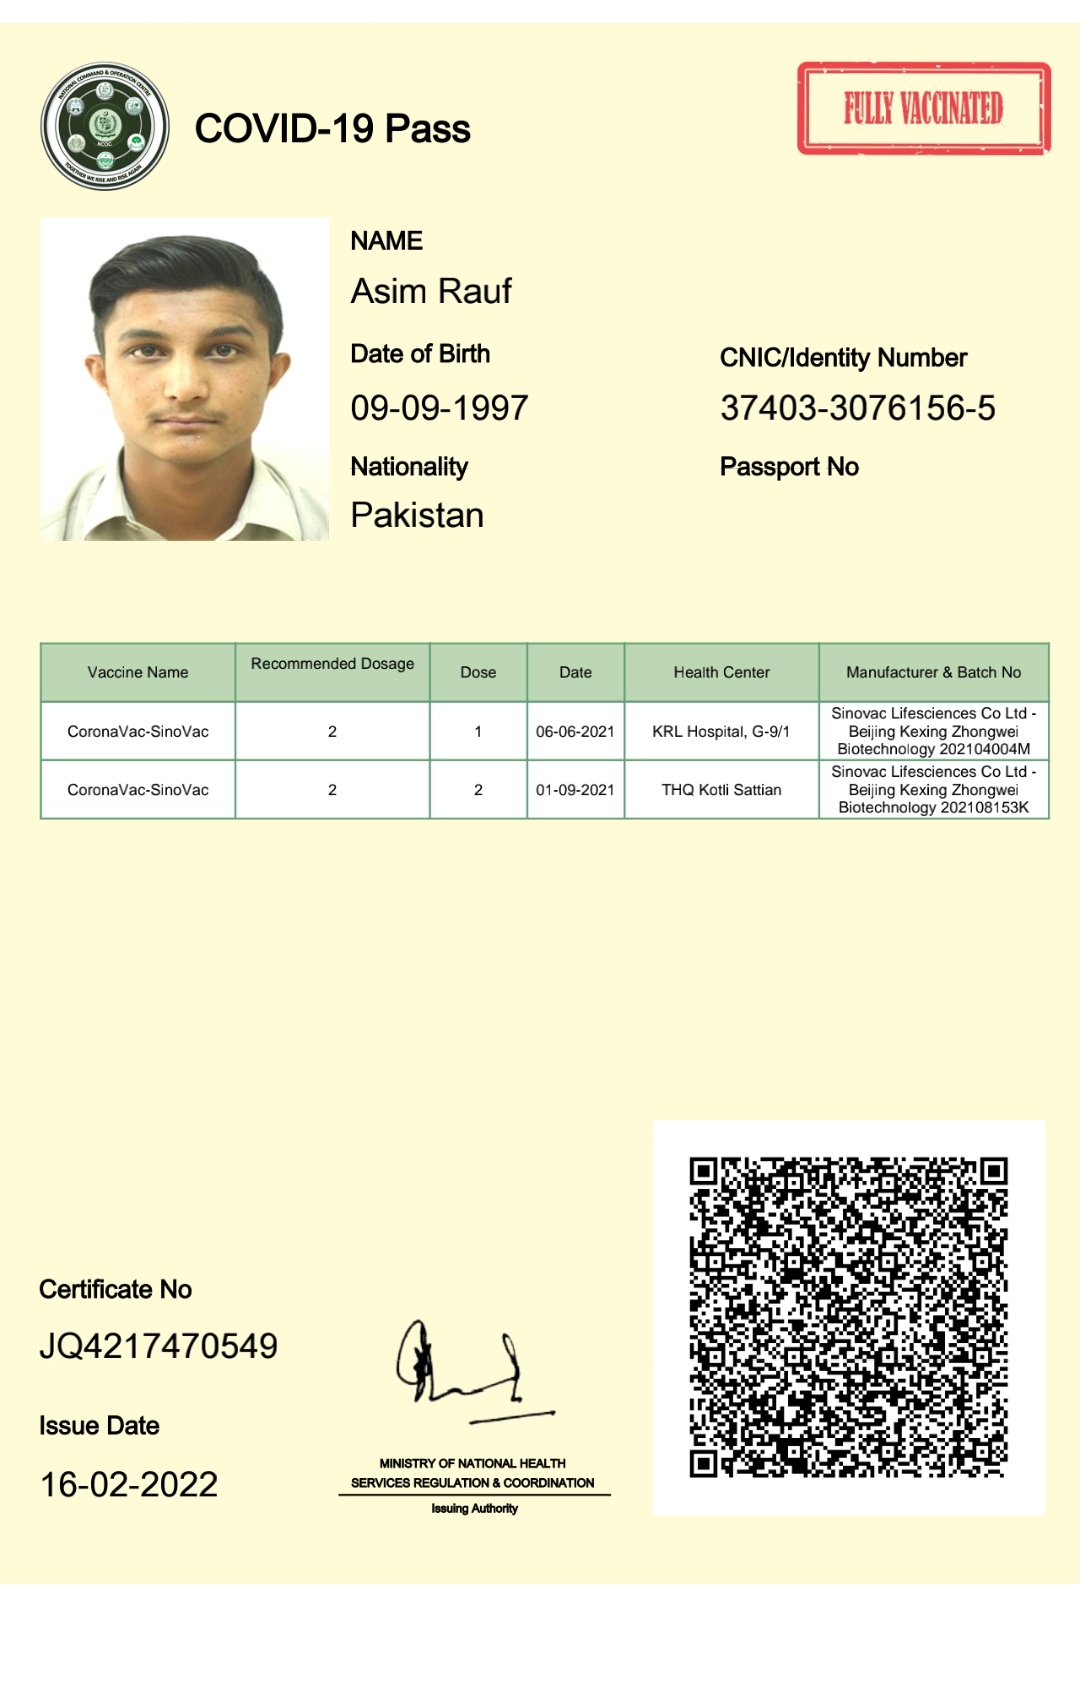 NATIONAL COMMAND & OPERATION CENTRE
NCOC
TOGETHER WE RISE AND RISE AGAIN
COVID-19 Pass
FULLY VACCINATED
NAME
Asim Rauf
Date of Birth
CNIC/Identity Number
09-09-1997
37403-3076156-5
Nationality
Passport No
Pakistan
Vaccine Name Recommended Dosage Dose Date Health Center Manufacturer & Batch No
CoronaVac-SinoVac 2 1 06-06-2021 KRL Hospital, G-9/1 Sinovac Lifesciences Co Ltd -
Beijing Kexing Zhongwei
Biotechnology 202104004M
CoronaVac-SinoVac 2 2 01-09-2021 THQ Kotli Sattian Sinovac Lifesciences Co Ltd -
Beijing Kexing Zhongwei
Biotechnology 202108153K
Certificate No
JQ4217470549
Issue Date
16-02-2022
MINISTRY OF NATIONAL HEALTH
SERVICES REGULATION & COORDINATION
Issuing Authority